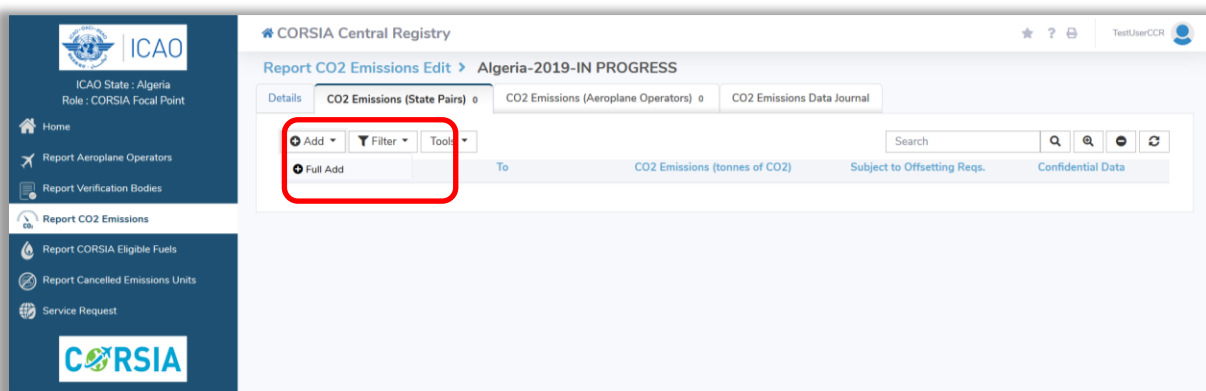 ICAO
ICAO State : Algeria
Role : CORSIA Focal Point
Home
Report Aeroplane Operators
Report Verification Bodies
CO₂
Report CO2 Emissions
Report CORSIA Eligible Fuels
Report Cancelled Emissions Units
Service Request
CORSIA
CORSIA Central Registry
? TestUserCCR
Report CO2 Emissions Edit > Algeria-2019-IN PROGRESS
Details CO2 Emissions (State Pairs) 0 CO2 Emissions (Aeroplane Operators) 0 CO2 Emissions Data Journal
Add Filter Tools Search
Full Add To CO2 Emissions (tonnes of CO2) Subject to Offsetting Reqs. Confidential Data